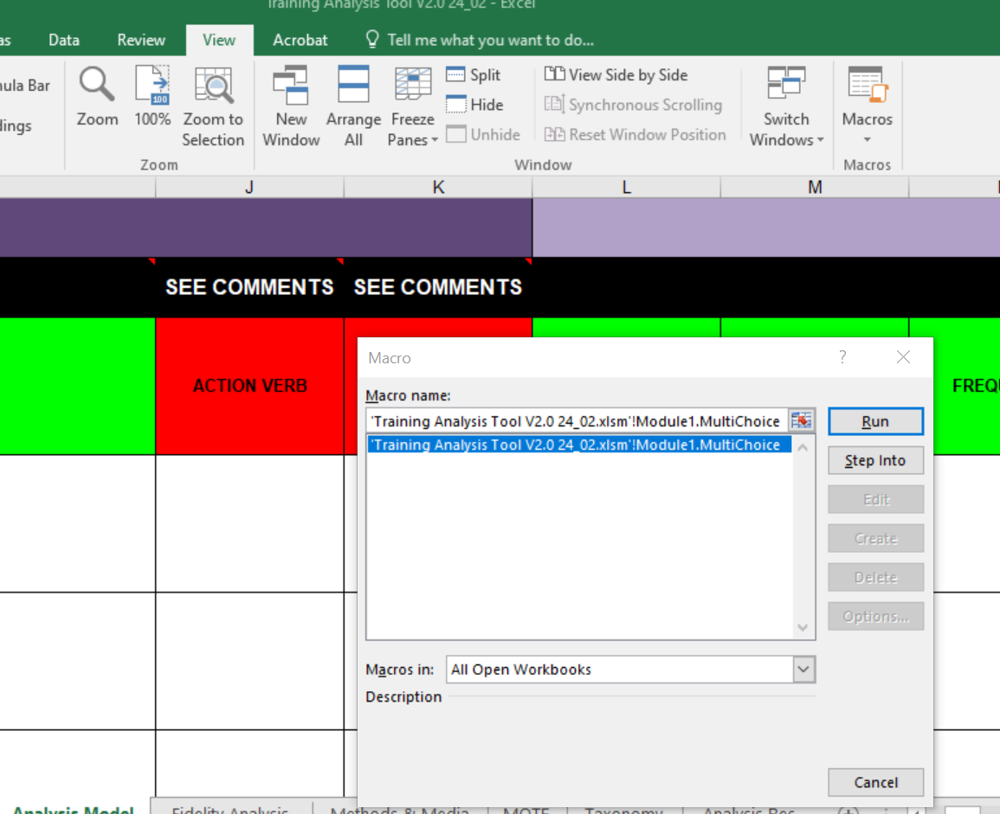 Training Analysis Tool V2.0 24_02 - Excel
as Data Review View Acrobat Tell me what you want to do...
mula Bar
dings
Zoom
100%
100
Zoom to
Selection
Zoom
New
Window
Arrange
All
Freeze
Panes
Split
Hide
Unhide
View Side by Side
Synchronous Scrolling
Reset Window Position
Window
Switch
Windows
Macros
Macros
J K L M
SEE COMMENTS SEE COMMENTS
ACTION VERB
FREQU
Macro ?
Macro name:
'Training Analysis Tool V2.0 24_02.xlsm'!Module1.MultiChoice
'Training Analysis Tool V2.0 24_02.xlsm'!Module1.MultiChoice
Run
Step Into
Edit
Create
Delete
Options...
Macros in: All Open Workbooks
Description
Cancel
Analysis Model Fidelity Analysis Methods & Media MOTE Taxonomy Analysis Res